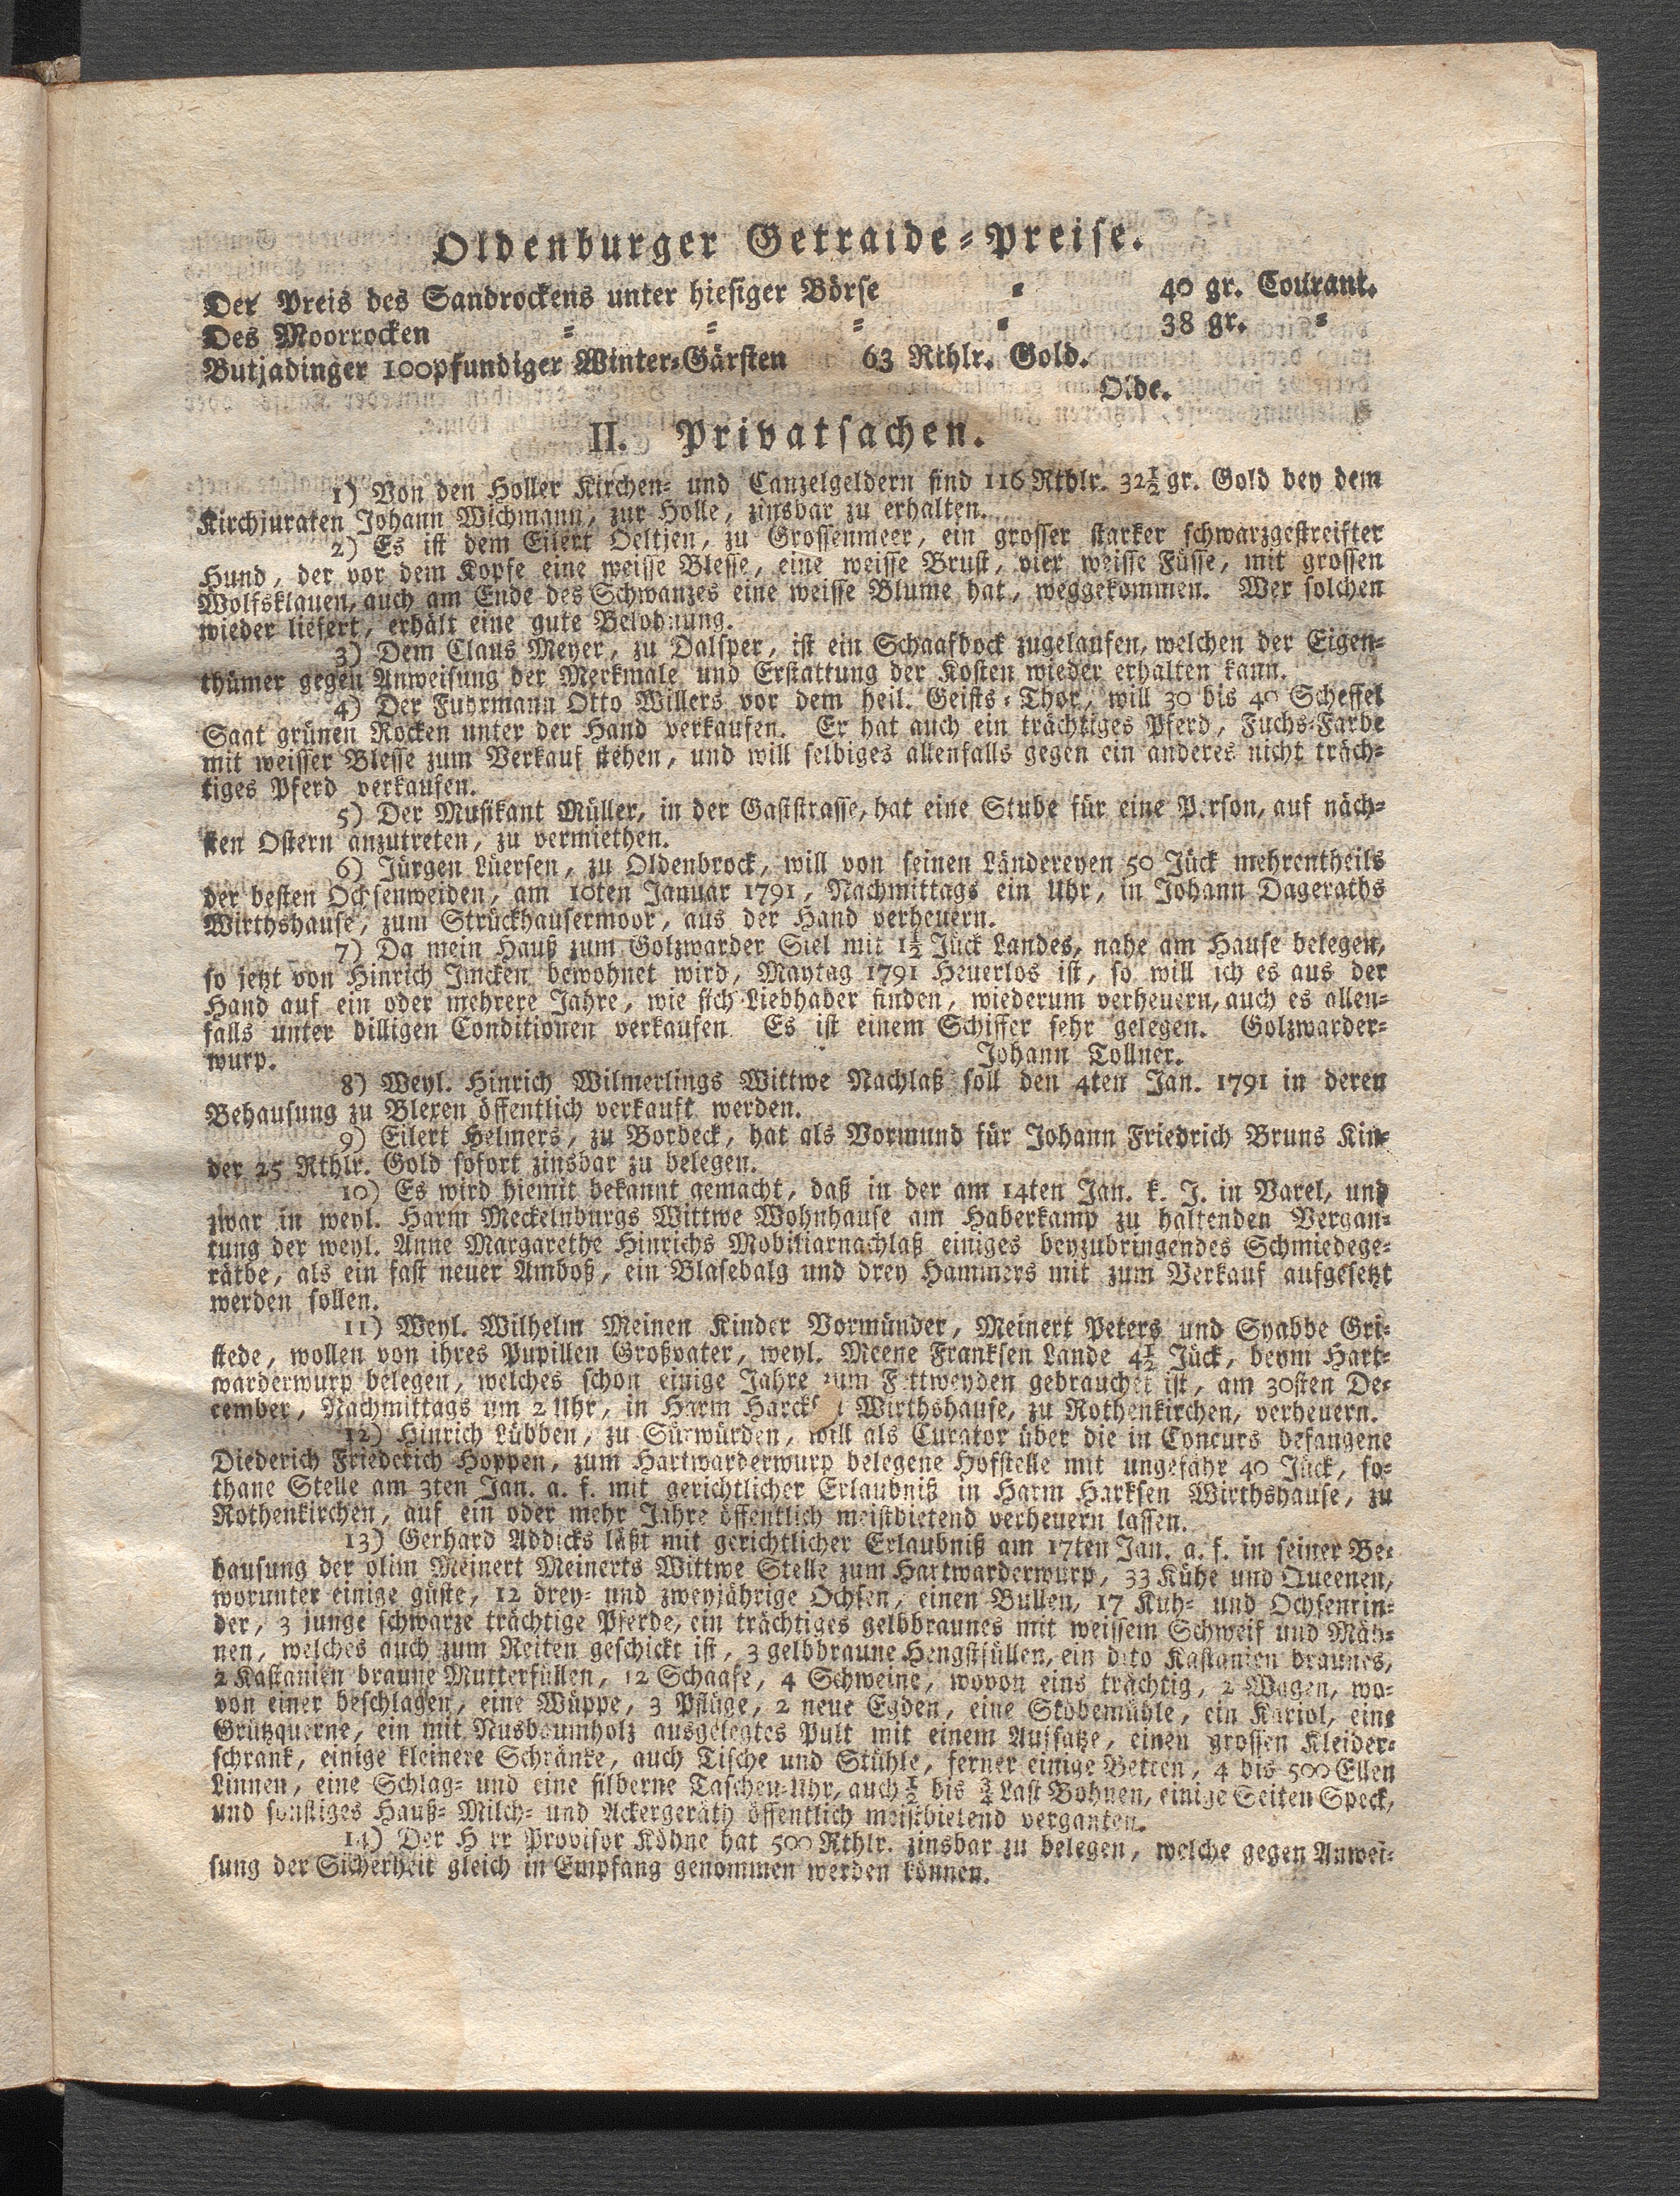 Oldenburger Getraide-Preise.
Der Preis des Sandrockens unter hiesiger Börse = 40 gr. Courant.
Des Moorrocken = = = = 38 gr. =
Butjadinger 100pfundiger Winter-Gärsten 63 Rthlr. Gold.
Olde.
II. Privatsachen.
1) Von den Holler Kirchen- und Canzelgeldern sind 116 Rthlr. 32½ gr. Gold bey dem
Kirchjuraten Johann Wichmann, zur Holle, zinsbar zu erhalten.
2) Es ist dem Eilert Oeltjen, zu Grossenmeer, ein grosser starker schwarzgestreifter
Hund, der vor dem Kopfe eine weisse Blesse, eine weisse Brust, vier weisse Füsse, mit grossen
Wolfsklauen, auch am Ende des Schwanzes eine weisse Blume hat, weggekommen. Wer solchen
wieder liefert, erhält eine gute Belohnung.
3) Dem Claus Meyer, zu Dalsper, ist ein Schaafbock zugelaufen, welchen der Eigen-
thümer gegen Anweisung der Merkmale und Erstattung der Kosten wieder erhalten kann.
4) Der Fuhrmann Otto Willers vor dem heil. Geists-Thor, will 30 bis 40 Scheffel
Saat grünen Rocken unter der Hand verkaufen. Er hat auch ein trächtiges Pferd, Fuchs-Farbe
mit weisser Blesse zum Verkauf stehen, und will selbiges allenfalls gegen ein anderes nicht träch-
tiges Pferd verkaufen.
5) Der Musikant Müller, in der Gaststrasse, hat eine Stube für eine Person, auf näch-
sten Ostern anzutreten, zu vermiethen.
6) Jürgen Lüersen, zu Oldenbrock, will von seinen Ländereyen 50 Jück mehrentheils
der besten Ochsenweiden, am 10ten Januar 1791, Nachmittags ein Uhr, in Johann Dageraths
Wirthshause, zum Strückhausermoor, aus der Hand verheuern.
7) Da mein Hauß zum Golzwarder Siel mit 1½ Jück Landes, nahe am Hause belegen,
so jetzt von Hinrich Jmcken bewohnet wird, Maytag 1791 Heuerlos ist, so will ich es aus der
Hand auf ein oder mehrere Jahre, wie sich Liebhaber finden, wiederum verheuern, auch es allen-
falls unter billigen Conditionen verkaufen Es ist einem Schiffer sehr gelegen. Golzwarder-
wurp. Johann Tollner.
8) Weyl. Hinrich Wilmerlings Wittwe Nachlaß soll den 4ten Jan. 1791 in deren
Behausung zu Blexen öffentlich verkauft werden.
9) Eilert Helmers, zu Borbeck, hat als Vormund für Johann Friedrich Bruns Kin-
der 25 Rthlr. Gold sofort zinsbar zu belegen.
10) Es wird hiemit bekannt gemacht, daß in der am 14ten Jan. k. J. in Varel, und
zwar in weyl. Harm Meckelnburgs Wittwe Wohnhause am Haberkamp zu haltenden Vergan-
tung der weyl. Anne Margarethe Hinrichs Mobiliarnachlaß einiges beyzubringendes Schmiedege-
räthe, als ein fast neuer Amboß, ein Blasebalg und drey Hammers mit zum Verkauf aufgesetzt
werden sollen.
11) Weyl. Wilhelm Meinen Kinder Vormünder, Meinert Peters und Syabbe Gri-
stede, wollen von ihres Pupillen Großvater, weyl. Meene Franksen Lande 4½ Jück, beym Hart-
warderwurp belegen, welches schon einige Jahre zum Fettweyden gebrauchet ist, am 30sten De-
cember, Nachmittags um 2 Uhr, in Harm Wirthshause, zu Rothenkirchen, verheuern.
12) Hinrich Lübben, zu Sürwürden, will als Curator über die in Concurs befangene
Diederich Friederich Hoppen, zum Hartwarderwurp belegene Hofstelle mit ungefähr 40 Jück, so-
thane Stelle am 3ten Jan. a. f. mit gerichtlicher Erlaubniß in Harm Harksen Wirthshause, zu
Rothenkirchen, auf ein oder mehr Jahre öffentlich meistbietend verheuern lassen.
13) Gerhard Addicks läßt mit gerichtlicher Erlaubniß am 17ten Jan. a. f. in seiner Be-
hausung der olim Meinert Meinerts Wittwe Stelle zum Hartwarderwurp, 33 Kühe und Queenen,
worunter einige güste, 12 drey- und zweyjährige Ochsen, einen Bullen, 17 Kuh- und Ochsenrin-
der, 3 junge schwarze trächtige Pferde, ein trächtiges gelbbraunes mit weissem Schweif und Mäh-
nen, welches auch zum Reiten geschickt ist, 3 gelbbraune Hengstfüllen, ein dito Kastanien braunes,
2 Kastanien braune Mutterfüllen, 12 Schaafe, 4 Schweine, wovon eins trächtig, 2 Wagen, wo-
von einer beschlagen, eine Wüppe, 3 Pflüge, 2 neue Egden, eine Stobemühle, ein Kariol, eine
Grützquerne, ein mit Nusbaumholz ausgelegtes Pult mit einem Aufsatze, einen grossen Kleider-
schrank, einige kleinere Schränke, auch Tische und Stühle, ferner einige Betten, 4 bis 500 Ellen
Linnen, eine Schlag- und eine silberne Taschen-Uhr, auch ½ bis ¾ Last Bohnen, einige Seiten Speck,
und sonstiges Hauß- Milch- und Ackergeräth öffentlich meistbietend verganten.
14) Der Herr Provisor Köhne hat 500 Rthlr. zinsbar zu belegen, welche gegen Anwei-
sung der Sicherheit gleich in Empfang genommen werden können.